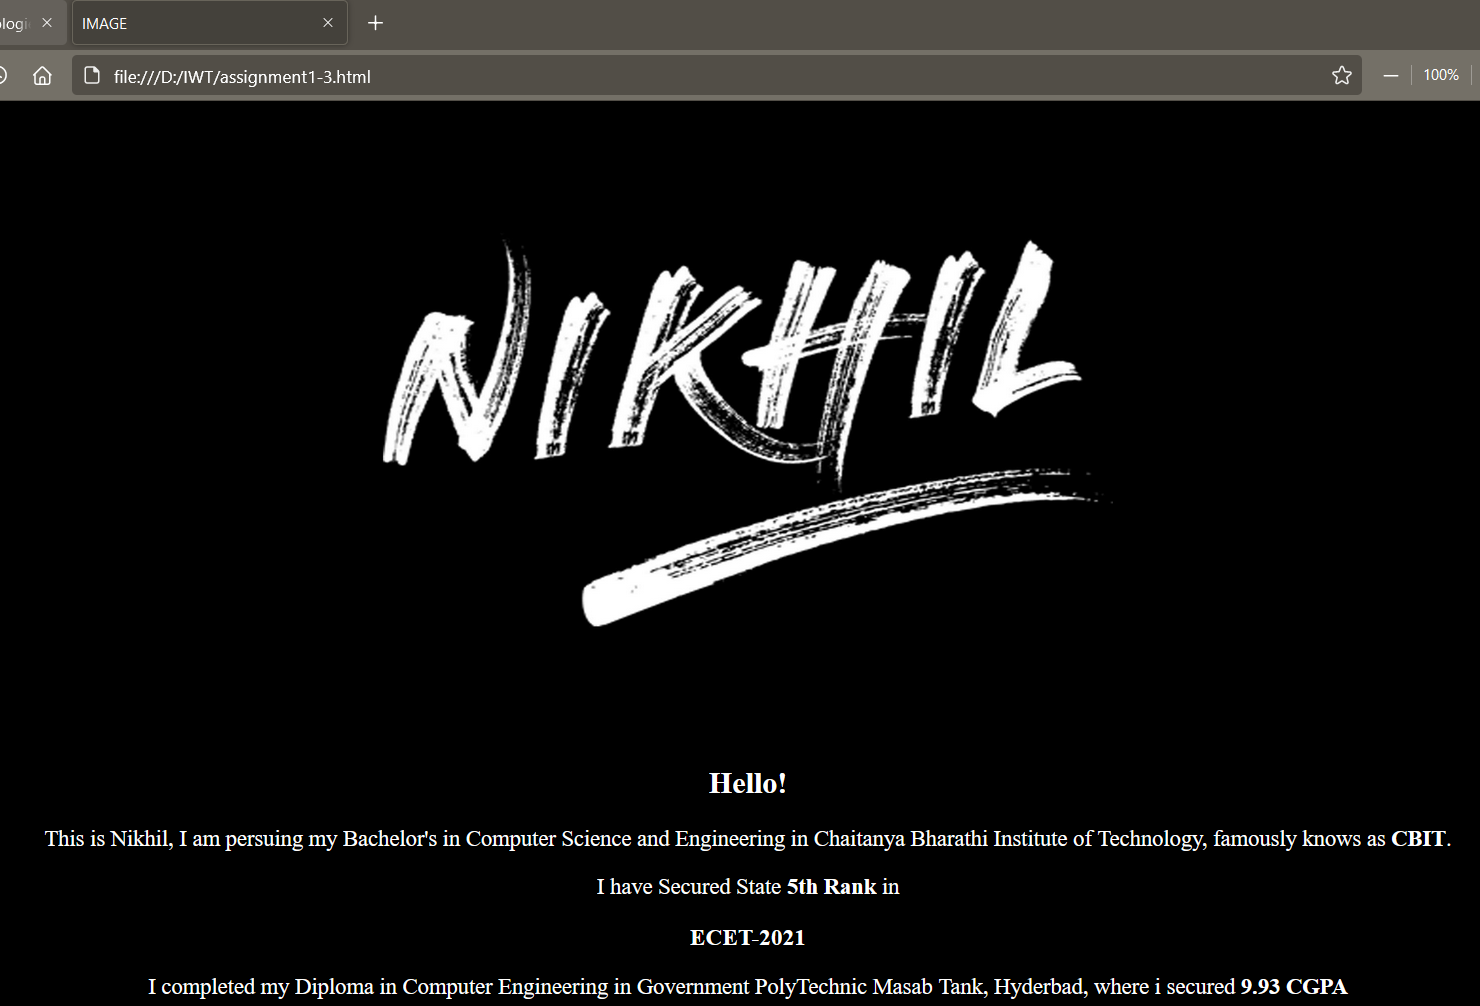 IMAGE
file:///D:/IWT/assignment1-3.html
100%
NIKHIL
Hello!
This is Nikhil, I am persuing my Bachelor's in Computer Science and Engineering in Chaitanya Bharathi Institute of Technology, famously knows as CBIT.
I have Secured State 5th Rank in
ECET-2021
I completed my Diploma in Computer Engineering in Government PolyTechnic Masab Tank, Hyderbad, where i secured 9.93 CGPA